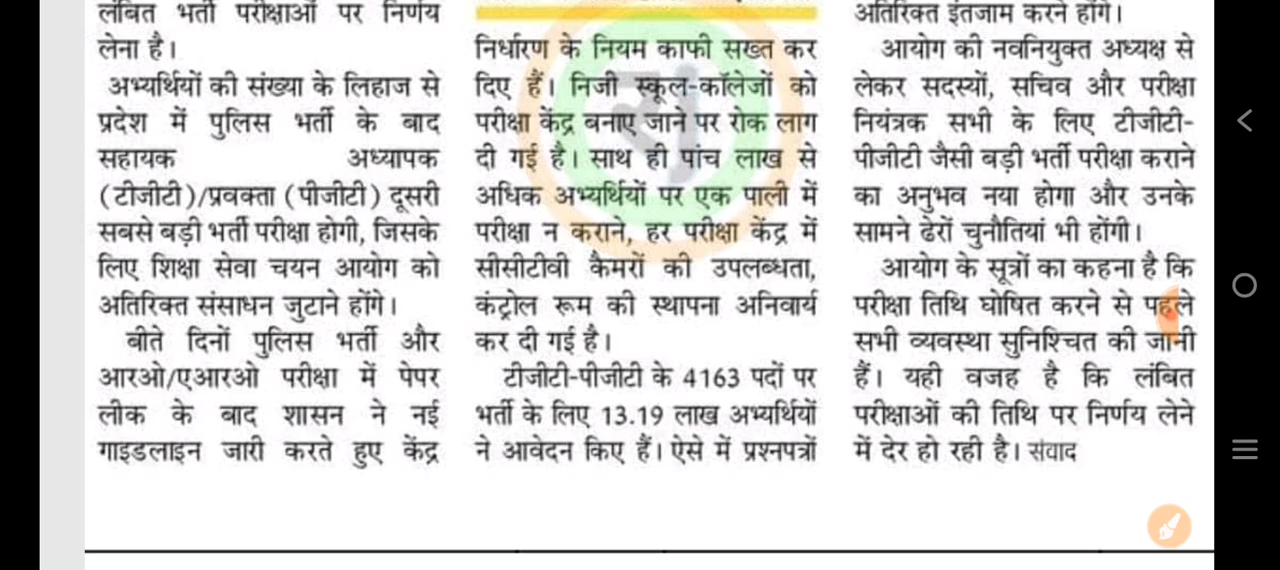 लंबित भर्ती परीक्षाओं पर निर्णय
लेना है।
अभ्यर्थियों की संख्या के लिहाज से
प्रदेश में पुलिस भर्ती के बाद
सहायक अध्यापक
(टीजीटी)/प्रवक्ता (पीजीटी) दूसरी
सबसे बड़ी भर्ती परीक्षा होगी, जिसके
लिए शिक्षा सेवा चयन आयोग को
अतिरिक्त संसाधन जुटाने होंगे।
बीते दिनों पुलिस भर्ती और
आरओ/एआरओ परीक्षा में पेपर
लीक के बाद शासन ने नई
गाइडलाइन जारी करते हुए केंद्र
निर्धारण के नियम काफी सख्त कर
दिए हैं। निजी स्कूल-कॉलेजों को
परीक्षा केंद्र बनाए जाने पर रोक लाग
दी गई है। साथ ही पांच लाख से
अधिक अभ्यर्थियों पर एक पाली में
परीक्षा न कराने, हर परीक्षा केंद्र में
सीसीटीवी कैमरों की उपलब्धता,
कंट्रोल रूम की स्थापना अनिवार्य
कर दी गई है।
टीजीटी-पीजीटी के 4163 पदों पर
भर्ती के लिए 13.19 लाख अभ्यर्थियों
ने आवेदन किए हैं। ऐसे में प्रश्नपत्रों
अतिरिक्त इंतजाम करने होंगे।
आयोग की नवनियुक्त अध्यक्ष से
लेकर सदस्यों, सचिव और परीक्षा
नियंत्रक सभी के लिए टीजीटी-
पीजीटी जैसी बड़ी भर्ती परीक्षा कराने
का अनुभव नया होगा और उनके
सामने ढेरों चुनौतियां भी होंगी।
आयोग के सूत्रों का कहना है कि
परीक्षा तिथि घोषित करने से पहले
सभी व्यवस्था सुनिश्चित की जानी
हैं। यही वजह है कि लंबित
परीक्षाओं की तिथि पर निर्णय लेने
में देर हो रही है। संवाद